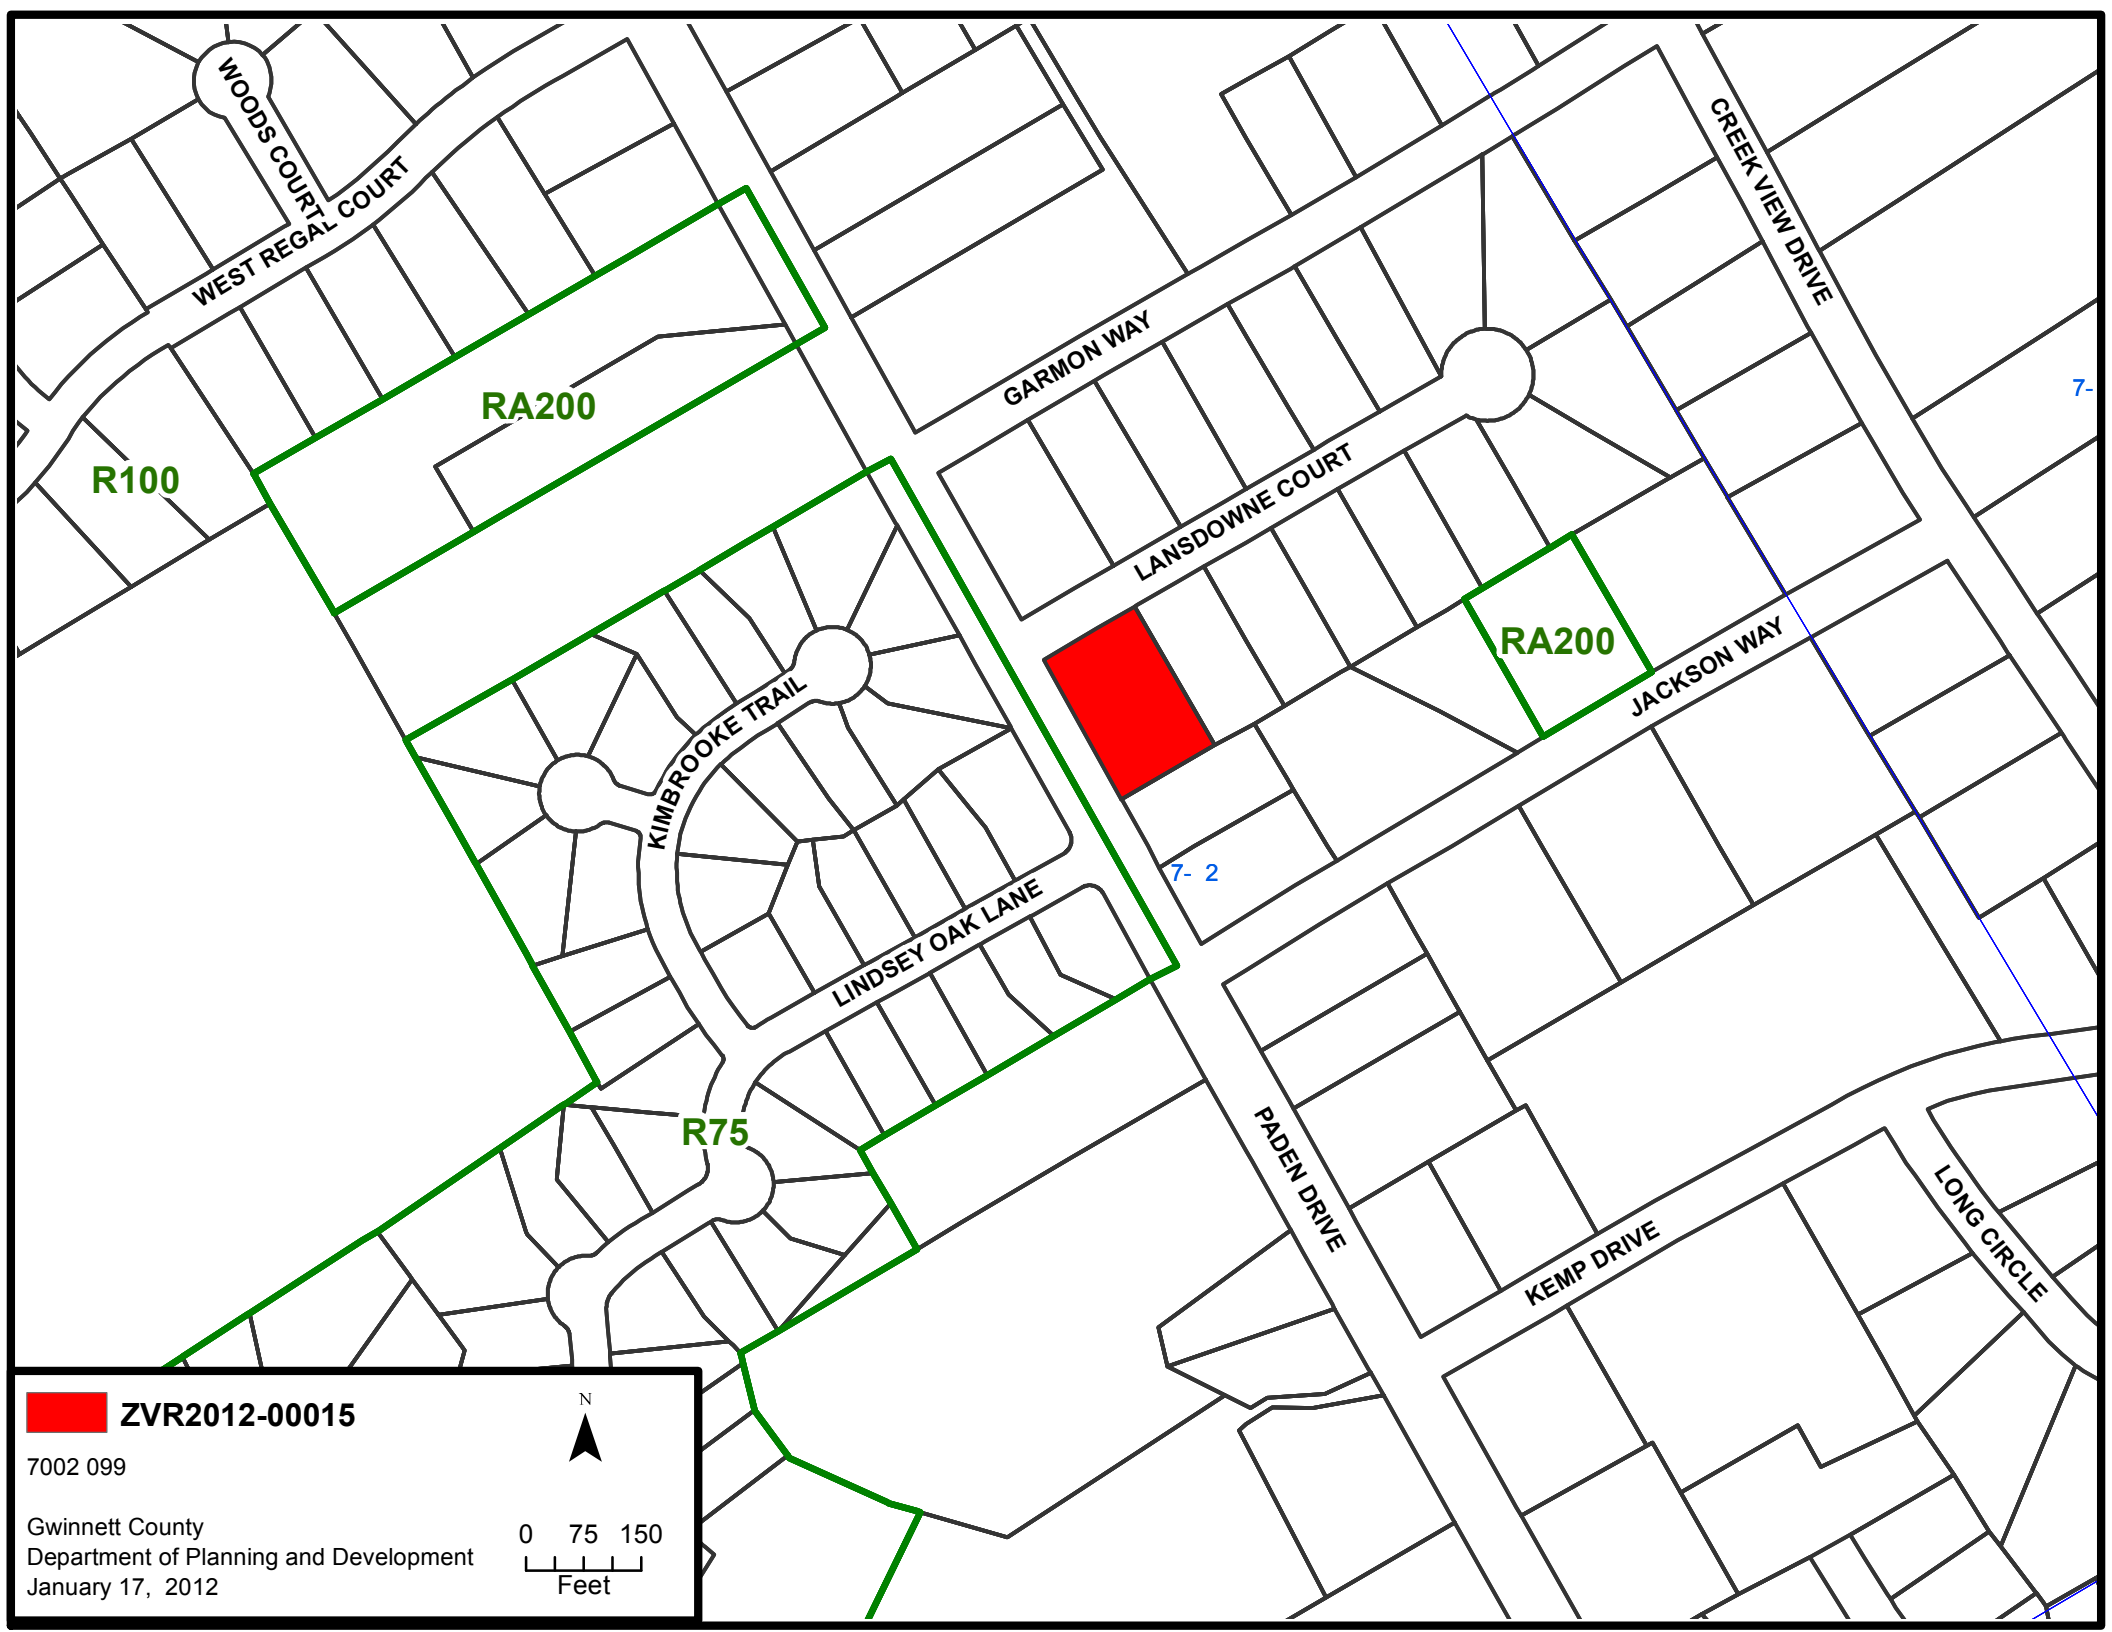 WOODS COURT
WEST REGAL COURT
CREEK VIEW DRIVE
GARMON WAY
RA200
7-
R100
LANSDOWNE COURT
RA200
JACKSON WAY
KIMBROOKE TRAIL
7- 2
LINDSEY OAK LANE
R75
PADEN DRIVE
LONG CIRCLE
KEMP DRIVE
ZVR2012-00015
N
7002 099
Gwinnett County
Department of Planning and Development
January 17, 2012
0 75 150
Feet